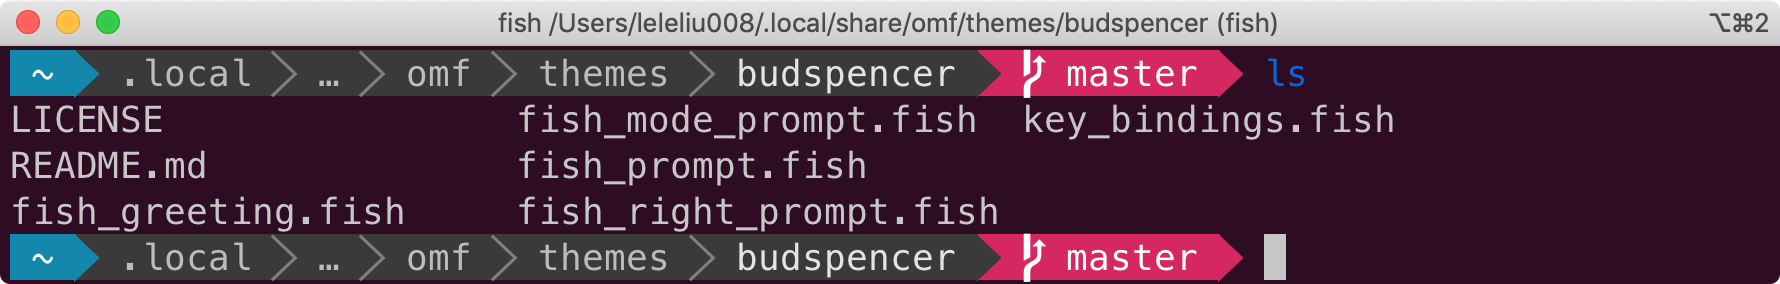 fish /Users/leleliu008/.local/share/omf/themes/budspencer (fish) ⌥⌘2
~ .local … omf themes budspencer master ls
LICENSE fish_mode_prompt.fish key_bindings.fish
README.md fish_prompt.fish
fish_greeting.fish fish_right_prompt.fish
~ .local … omf themes budspencer master